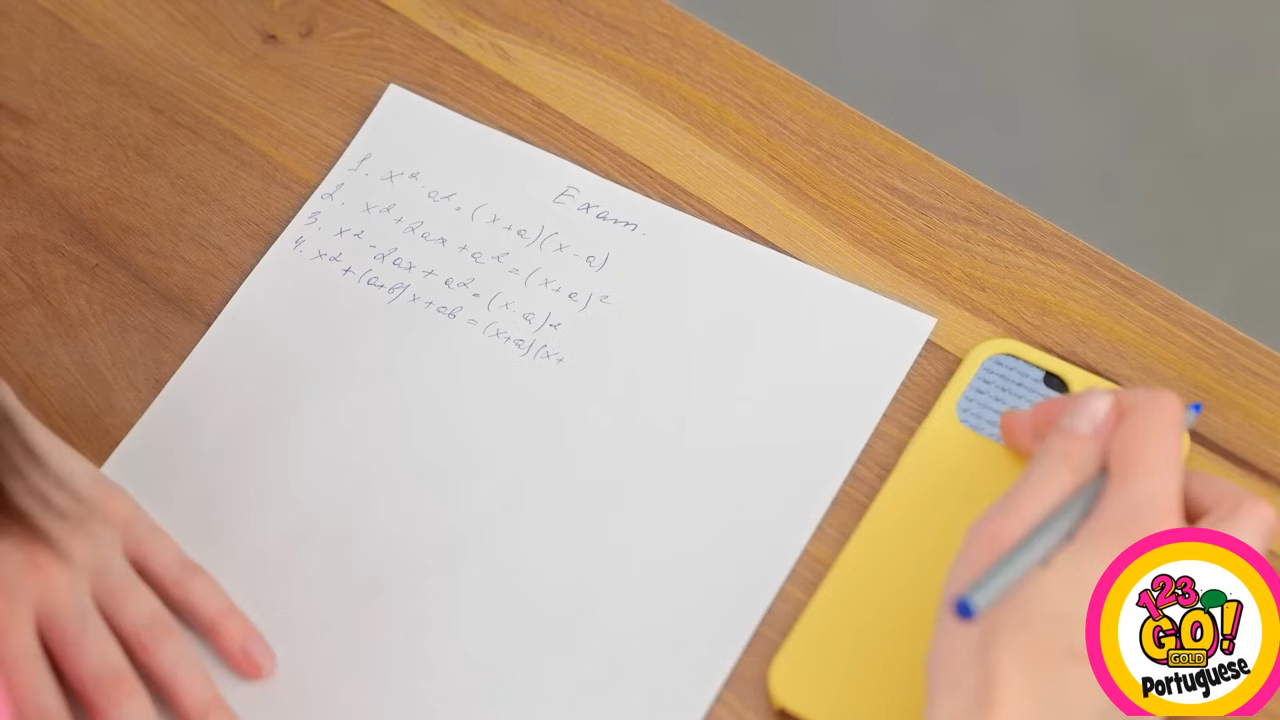 Exam.
1. x². a². (x+a)(x-a)
2. x2+2ax+a2=(x+a)²
3. x2-2ax+a2=(x.a)2
4. x2+(a+b)x+ab=(x+a)(x+
123
GO!
GOLD
Portuguese